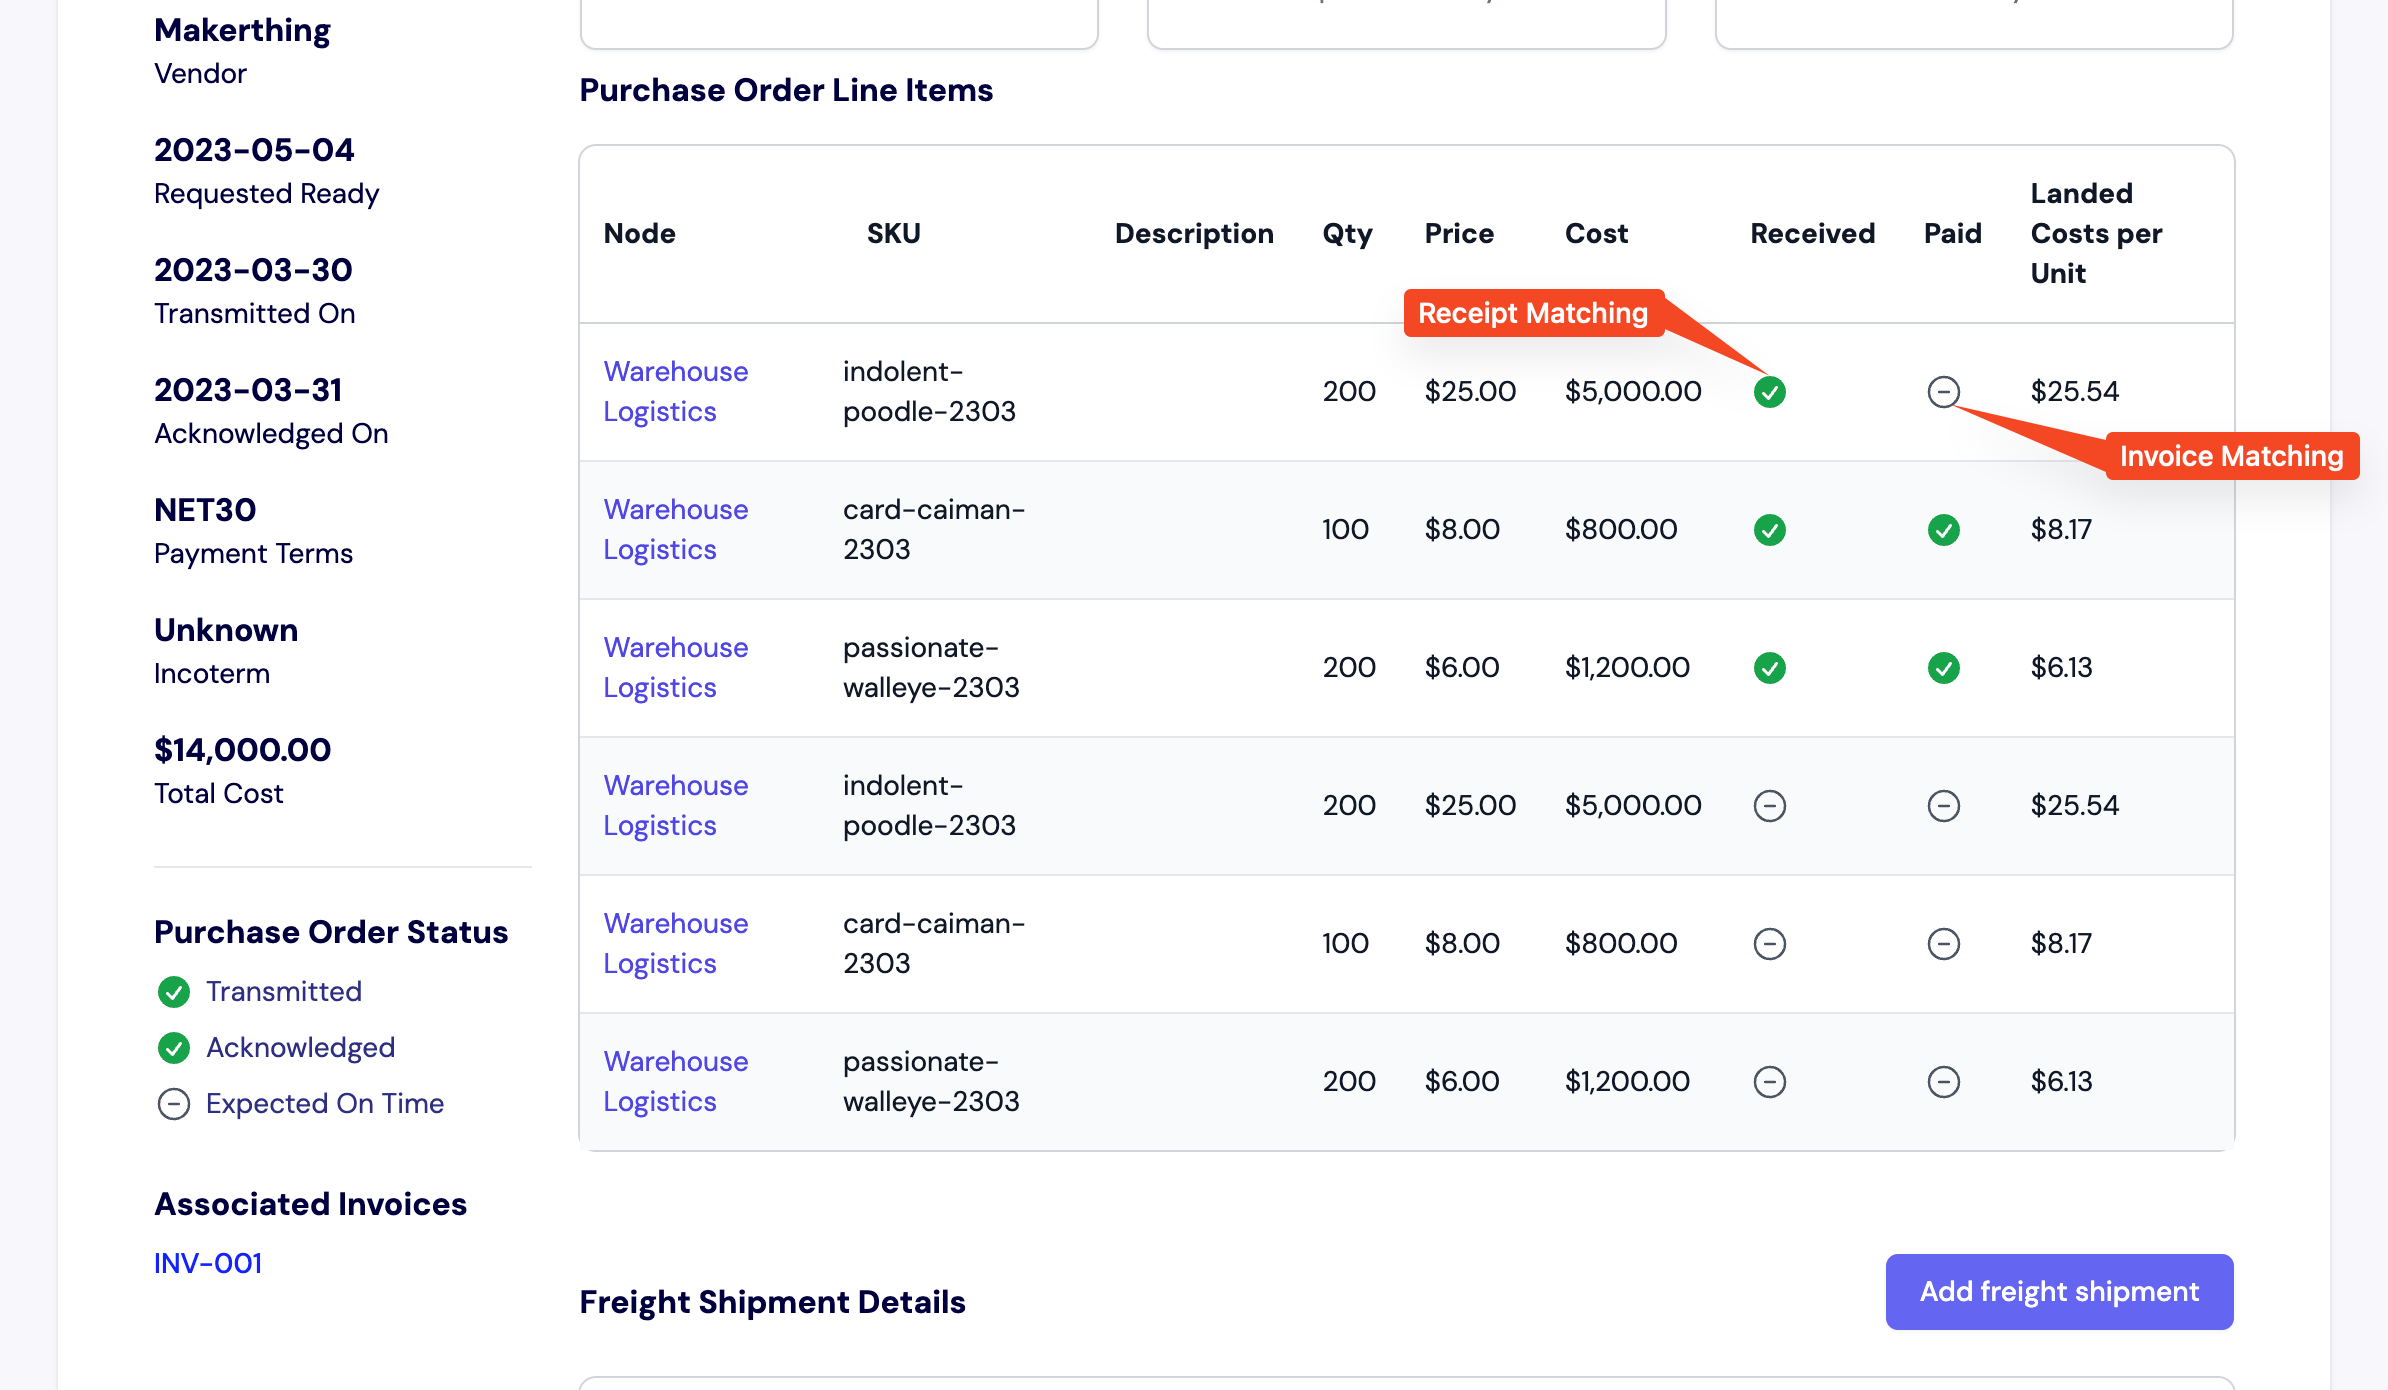 Makerthing
Vendor
2023-05-04
Requested Ready
2023-03-30
Transmitted On
2023-03-31
Acknowledged On
NET30
Payment Terms
Unknown
Incoterm
$14,000.00
Total Cost
Purchase Order Status
Transmitted
Acknowledged
Expected On Time
Associated Invoices
INV-001
Purchase Order Line Items
Node SKU Description Qty Price Cost Received Paid Landed Costs per Unit
Receipt Matching
Warehouse Logistics indolent-poodle-2303 200 $25.00 $5,000.00 $25.54
Invoice Matching
Warehouse Logistics card-caiman-2303 100 $8.00 $800.00 $8.17
Warehouse Logistics passionate-walleye-2303 200 $6.00 $1,200.00 $6.13
Warehouse Logistics indolent-poodle-2303 200 $25.00 $5,000.00 $25.54
Warehouse Logistics card-caiman-2303 100 $8.00 $800.00 $8.17
Warehouse Logistics passionate-walleye-2303 200 $6.00 $1,200.00 $6.13
Freight Shipment Details
Add freight shipment